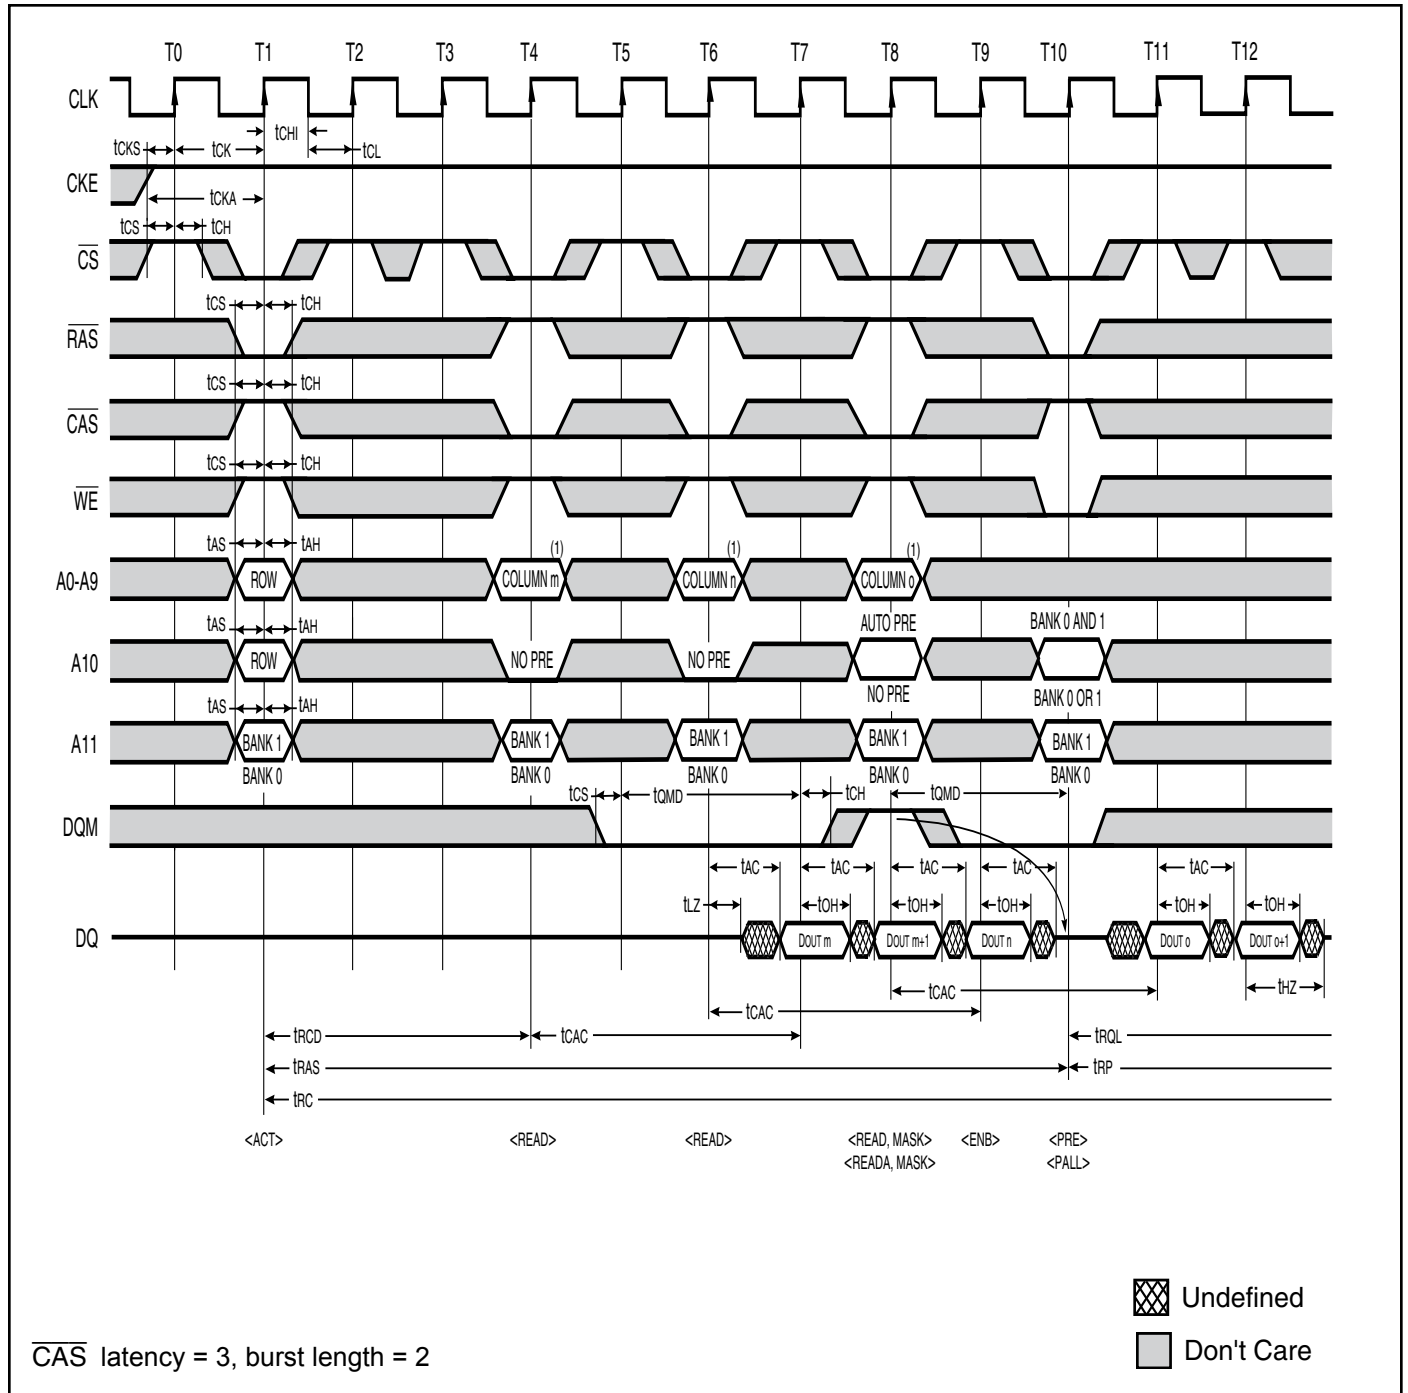 T0 T1 T2 T3 T4 T5 T6 T7 T8 T9 T10 T11 T12
CLK
tCHI
tCKS tCK tCL
CKE
tCKA
tCS tCH
CS
tCS tCH
RAS
tCS tCH
CAS
tCS tCH
WE
tAS tAH (1) (1) (1)
A0-A9 ROW COLUMN m COLUMN n COLUMN o
tAS tAH AUTO PRE BANK 0 AND 1
A10 ROW NO PRE NO PRE
NO PRE BANK 0 OR 1
tAS tAH
A11 BANK 1 BANK 1 BANK 1 BANK 1 BANK 1
BANK 0 BANK 0 BANK 0 BANK 0 BANK 0
tCS tQMD tCH tQMD
DQM
tAC tAC tAC tAC tAC
tLZ tOH tOH tOH tOH tOH
DQ DOUT m DOUT m+1 DOUT n DOUT o DOUT o+1
tCAC tHZ
tCAC
tRCD tCAC tRQL
tRAS tRP
tRC
<ACT> <READ> <READ> <READ, MASK> <ENB> <PRE>
<READA, MASK> <PALL>
Undefined
CAS latency = 3, burst length = 2
Don't Care